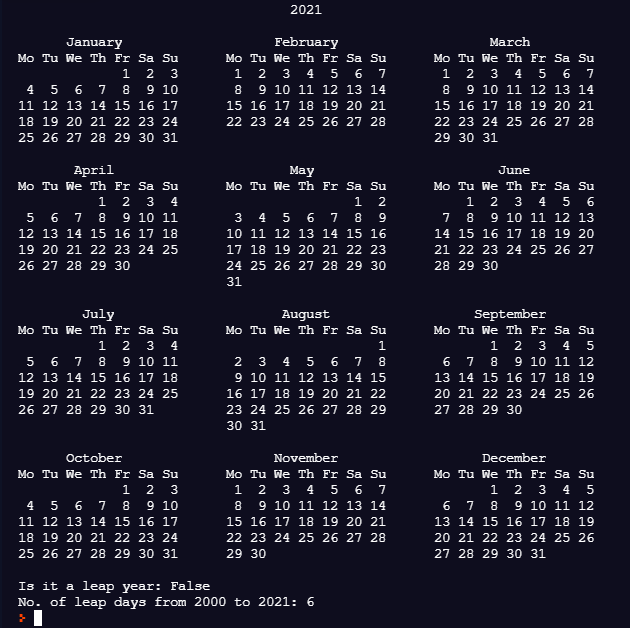 2021
January February March
Mo Tu We Th Fr Sa Su Mo Tu We Th Fr Sa Su Mo Tu We Th Fr Sa Su
1 2 3 1 2 3 4 5 6 7 1 2 3 4 5 6 7
4 5 6 7 8 9 10 8 9 10 11 12 13 14 8 9 10 11 12 13 14
11 12 13 14 15 16 17 15 16 17 18 19 20 21 15 16 17 18 19 20 21
18 19 20 21 22 23 24 22 23 24 25 26 27 28 22 23 24 25 26 27 28
25 26 27 28 29 30 31 29 30 31
April May June
Mo Tu We Th Fr Sa Su Mo Tu We Th Fr Sa Su Mo Tu We Th Fr Sa Su
1 2 3 4 1 2 1 2 3 4 5 6
5 6 7 8 9 10 11 3 4 5 6 7 8 9 7 8 9 10 11 12 13
12 13 14 15 16 17 18 10 11 12 13 14 15 16 14 15 16 17 18 19 20
19 20 21 22 23 24 25 17 18 19 20 21 22 23 21 22 23 24 25 26 27
26 27 28 29 30 24 25 26 27 28 29 30 28 29 30
31
July August September
Mo Tu We Th Fr Sa Su Mo Tu We Th Fr Sa Su Mo Tu We Th Fr Sa Su
1 2 3 4 1 1 2 3 4 5
5 6 7 8 9 10 11 2 3 4 5 6 7 8 6 7 8 9 10 11 12
12 13 14 15 16 17 18 9 10 11 12 13 14 15 13 14 15 16 17 18 19
19 20 21 22 23 24 25 16 17 18 19 20 21 22 20 21 22 23 24 25 26
26 27 28 29 30 31 23 24 25 26 27 28 29 27 28 29 30
30 31
October November December
Mo Tu We Th Fr Sa Su Mo Tu We Th Fr Sa Su Mo Tu We Th Fr Sa Su
1 2 3 1 2 3 4 5 6 7 1 2 3 4 5
4 5 6 7 8 9 10 8 9 10 11 12 13 14 6 7 8 9 10 11 12
11 12 13 14 15 16 17 15 16 17 18 19 20 21 13 14 15 16 17 18 19
18 19 20 21 22 23 24 22 23 24 25 26 27 28 20 21 22 23 24 25 26
25 26 27 28 29 30 31 29 30 27 28 29 30 31
Is it a leap year: False
No. of leap days from 2000 to 2021: 6
>